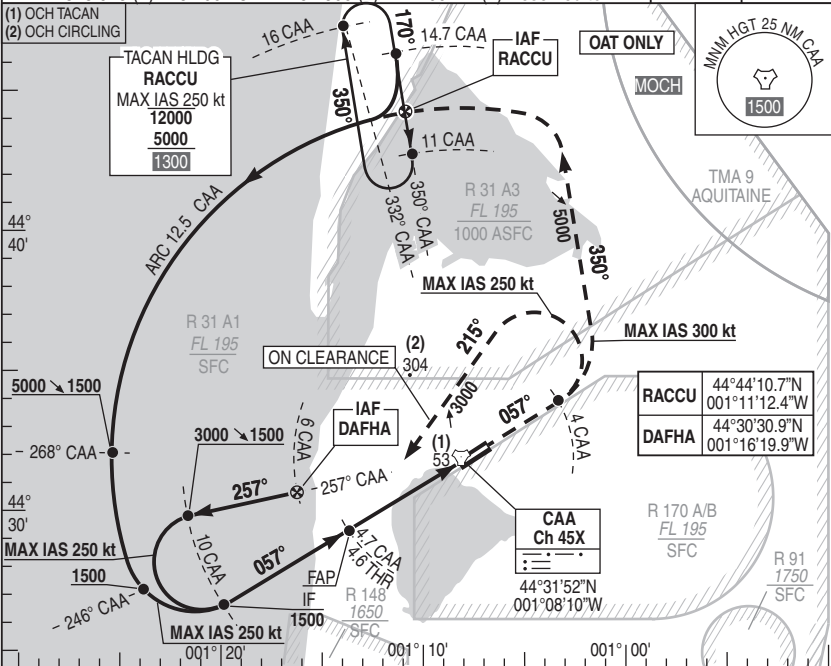 (1) OCH TACAN
(2) OCH CIRCLING
16 CAA
170°
14.7 CAA
IAF
RACCU
OAT ONLY
MOCH
MNM HGT 25 NM CAA
1500
TACAN HLDG
RACCU
MAX IAS 250 kt
12000
5000
1300
350°
11 CAA
350° CAA
332° CAA
R 31 A3
FL 195
1000 ASFC
TMA 9
AQUITAINE
44°
40'
ARC 12.5 CAA
5000
350°
MAX IAS 250 kt
R 31 A1
FL 195
SFC
215°
MAX IAS 300 kt
ON CLEARANCE
(2)
304
3000
5000 ↘ 1500
IAF
DAFHA
057°
4 CAA
RACCU
44°44'10.7"N
001°11'12.4"W
DAFHA
44°30'30.9"N
001°16'19.9"W
3000 ↘ 1500
6 CAA
(1)
53
268° CAA
257°
257° CAA
44°
30'
CAA
Ch 45X
44°31'52"N
001°08'10"W
R 170 A/B
FL 195
SFC
MAX IAS 250 kt
10 CAA
057°
4.7 CAA
4.6 THR
FAP
IF
1500
1500
246° CAA
MAX IAS 250 kt
R 148
1650
SFC
R 91
1750
SFC
001°20'
001°10'
001°00'